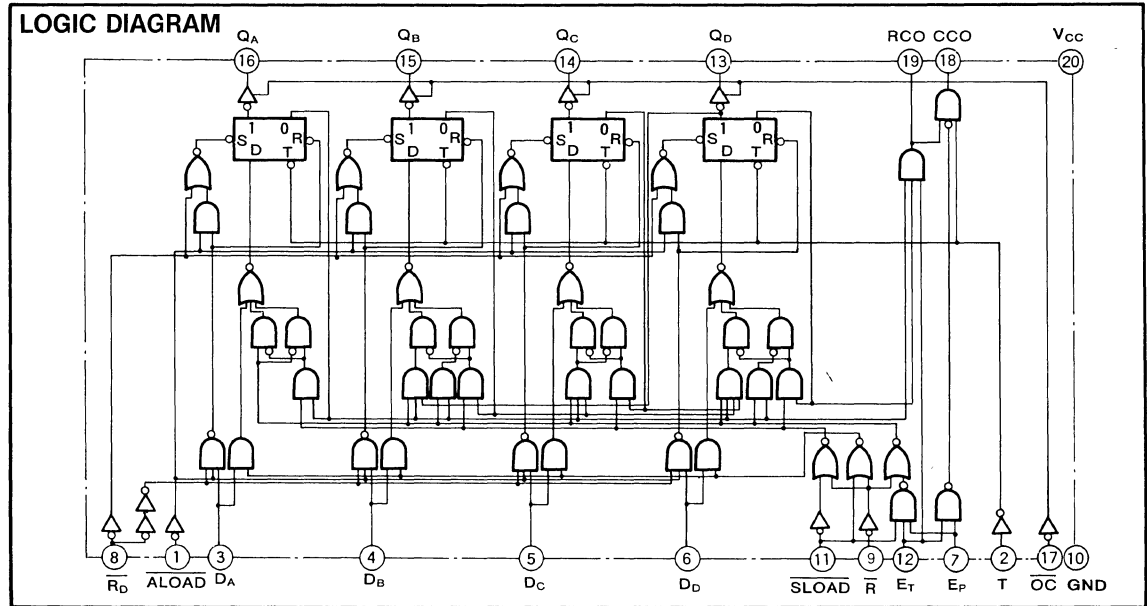 LOGIC DIAGRAM
QA QB QC QD RCO CCO VCC
16 15 14 13 19 18 20
1 0 1 0 1 0 1 0
S R S R S R S R
D T D T D T D T
8 1 3 4 5 6 11 9 12 7 2 17 10
RD ALOAD DA DB DC DD SLOAD R ET EP T OC GND